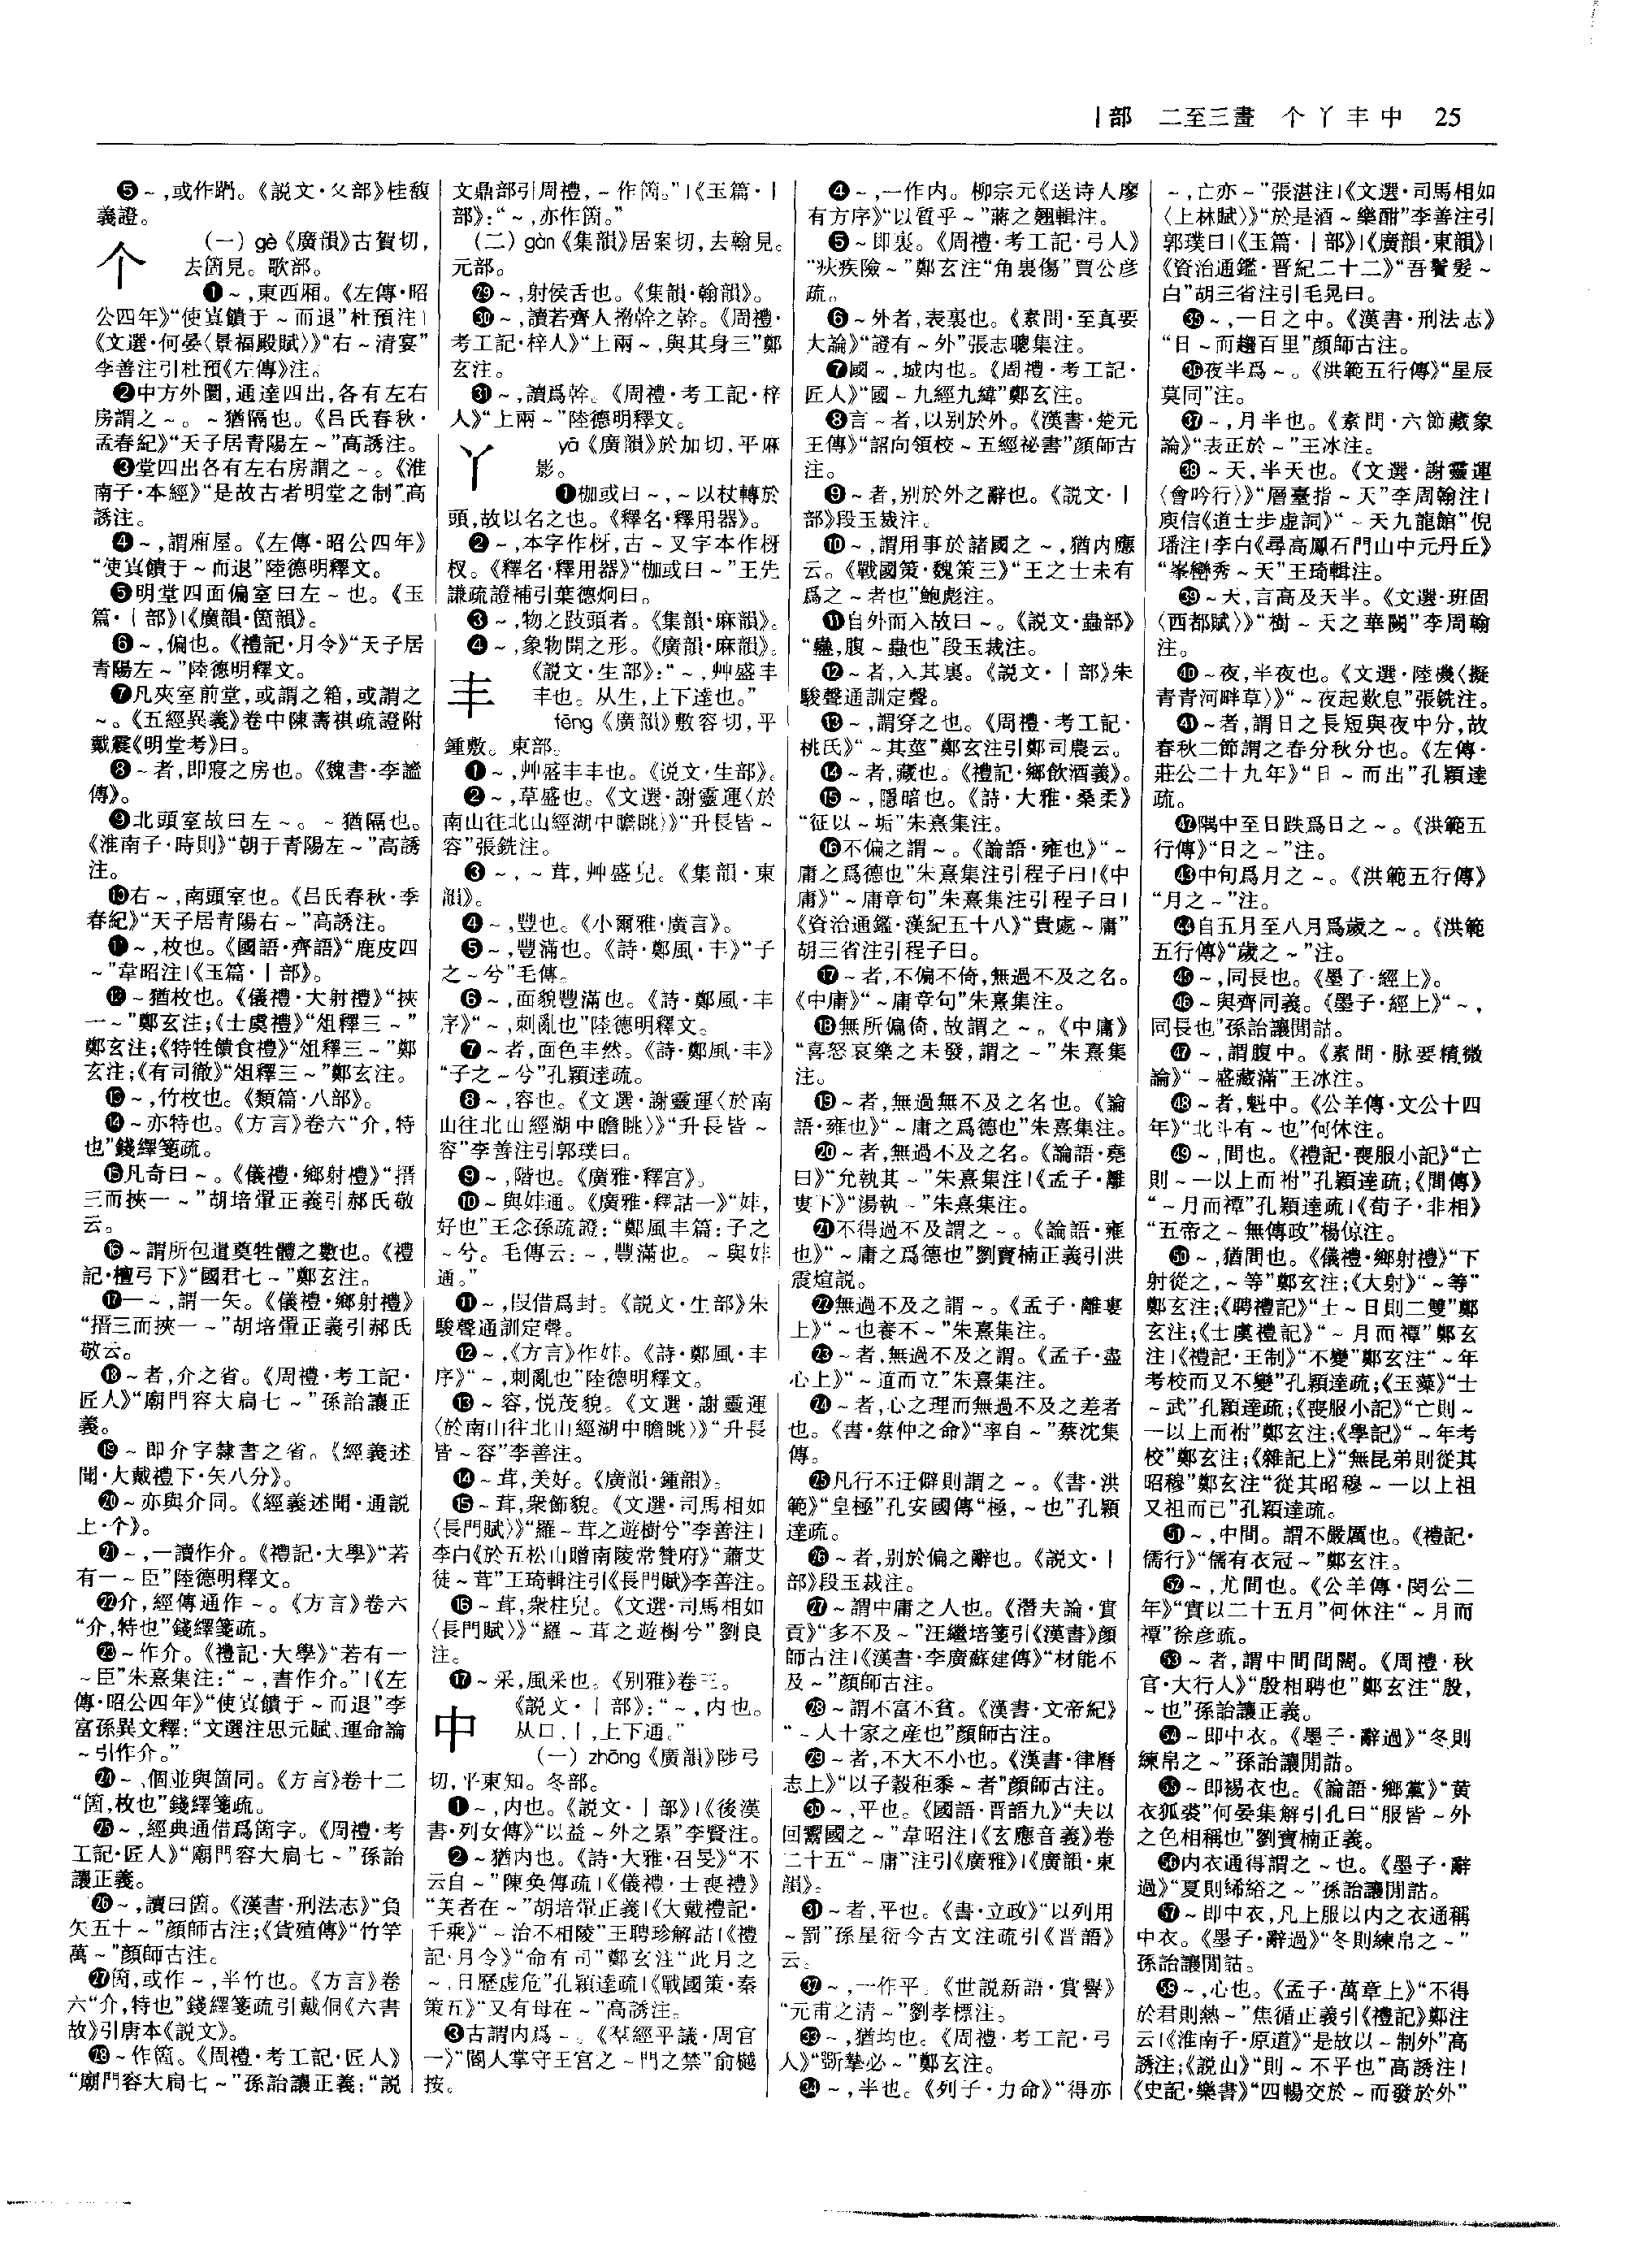 丨部 二至三畫 个丫丰中 25
❺~,或作𨂐。《説文·夊部》桂馥
義證。
个
(一) gè《廣韻》古賀切,
去箇見。歌部。
❶~,東西廂。《左傳·昭
公四年》“使寘饋于~而退”杜預注|
《文選·何晏〈景福殿賦〉》“右~清宴”
李善注引杜預《左傳》注。
❷中方外圜,通達四出,各有左右
房謂之~。~猶隔也。《吕氏春秋·
孟春紀》“天子居青陽左~”高誘注。
❸堂四出各有左右房謂之~。《淮
南子·本經》“是故古者明堂之制”高
誘注。
❹~,謂廂屋。《左傳·昭公四年》
“使寘饋于~而退”陸德明釋文。
❺明堂四面偏室曰左~也。《玉
篇·丨部》|《廣韻·箇韻》。
❻~,偏也。《禮記·月令》“天子居
青陽左~”陸德明釋文。
❼凡夾室前堂,或謂之箱,或謂之
~。《五經異義》卷中陳壽祺疏證附
戴震《明堂考》曰。
❽~者,即寢之房也。《魏書·李謐
傳》。
❾北頭室故曰左~。~猶隔也。
《淮南子·時則》“朝于青陽左~”高誘
注。
❿右~,南頭室也。《吕氏春秋·季
春紀》“天子居青陽右~”高誘注。
⓫~,枚也。《國語·齊語》“鹿皮四
~”韋昭注|《玉篇·丨部》。
⓬~猶枚也。《儀禮·大射禮》“挾
一~”鄭玄注;《士虞禮》“俎釋三~”
鄭玄注;《特牲饋食禮》“俎釋三~”鄭
玄注;《有司徹》“俎釋三~”鄭玄注。
⓭~,竹枚也。《類篇·八部》。
⓮~亦特也。《方言》卷六“介,特
也”錢繹箋疏。
⓯凡奇曰~。《儀禮·鄉射禮》“搢
三而挾一~”胡培翬正義引郝氏敬
云。
⓰~謂所包遣奠牲體之數也。《禮
記·檀弓下》“國君七~”鄭玄注。
⓱一~,謂一矢。《儀禮·鄉射禮》
“搢三而挾一~”胡培翬正義引郝氏
敬云。
⓲~者,介之省。《周禮·考工記·
匠人》“廟門容大扃七~”孫詒讓正
義。
⓳~即介字隸書之省。《經義述
聞·大戴禮下·矢八分》。
⓴~亦與介同。《經義述聞·通説
上·个》。
㉑~,一讀作介。《禮記·大學》“若
有一~臣”陸德明釋文。
㉒介,經傳通作~。《方言》卷六
“介,特也”錢繹箋疏。
㉓~作介。《禮記·大學》“若有一
~臣”朱熹集注:“~,書作介。”|《左
傳·昭公四年》“使寘饋于~而退”李
富孫異文釋:“文選注思元賦、運命論
~引作介。”
㉔~、個並與箇同。《方言》卷十二
“箇,枚也”錢繹箋疏。
㉕~,經典通借爲箇字。《周禮·考
工記·匠人》“廟門容大扃七~”孫詒
讓正義。
㉖~,讀曰箇。《漢書·刑法志》“負
矢五十~”顔師古注;《貨殖傳》“竹竿
萬~”顔師古注。
㉗箇,或作~,半竹也。《方言》卷
六“介,特也”錢繹箋疏引戴侗《六書
故》引唐本《説文》。
㉘~作箇。《周禮·考工記·匠人》
“廟門容大扃七~”孫詒讓正義:“説
文鼎部引周禮,~作箇。”|《玉篇·丨
部》:“~,亦作箇。”
(二) gàn《集韻》居案切,去翰見。
元部。
㉙~,射侯舌也。《集韻·翰韻》。
㉚~,讀若齊人搚幹之幹。《周禮·
考工記·梓人》“上兩~,與其身三”鄭
玄注。
㉛~,讀爲幹。《周禮·考工記·梓
人》“上兩~”陸德明釋文。
丫
yā《廣韻》於加切,平麻
影。
❶枷或曰~,~以杖轉於
頭,故以名之也。《釋名·釋用器》。
❷~,本字作枒,古~叉字本作枒
杈。《釋名·釋用器》“枷或曰~”王先
謙疏證補引葉德炯曰。
❸~,物之歧頭者。《集韻·麻韻》。
❹~,象物開之形。《廣韻·麻韻》。
丰
《説文·生部》:“~,艸盛丰
丰也。从生,上下達也。”
fēng《廣韻》敷容切,平
鍾敷。東部。
❶~,艸盛丰丰也。《説文·生部》。
❷~,草盛也。《文選·謝靈運〈於
南山往北山經湖中瞻眺〉》“升長皆~
容”張銑注。
❸~,~茸,艸盛皃。《集韻·東
韻》。
❹~,豐也。《小爾雅·廣言》。
❺~,豐滿也。《詩·鄭風·丰》“子
之~兮”毛傳。
❻~,面貌豐滿也。《詩·鄭風·丰
序》“~,刺亂也”陸德明釋文。
❼~者,面色丰然。《詩·鄭風·丰》
“子之~兮”孔穎達疏。
❽~,容也。《文選·謝靈運〈於南
山往北山經湖中瞻眺〉》“升長皆~
容”李善注引郭璞曰。
❾~,階也。《廣雅·釋宫》。
❿~與妦通。《廣雅·釋詁一》“妦,
好也”王念孫疏證:“鄭風丰篇:子之
~兮。毛傳云:~,豐滿也。~與妦
通。”
⓫~,叚借爲封。《説文·生部》朱
駿聲通訓定聲。
⓬~,《方言》作妦。《詩·鄭風·丰
序》“~,刺亂也”陸德明釋文。
⓭~容,悦茂貌。《文選·謝靈運
〈於南山往北山經湖中瞻眺〉》“升長
皆~容”李善注。
⓮~茸,美好。《廣韻·鍾韻》。
⓯~茸,衆飾貌。《文選·司馬相如
〈長門賦〉》“羅~茸之遊樹兮”李善注|
李白《於五松山贈南陵常贊府》“蕭艾
徒~茸”王琦輯注引《長門賦》李善注。
⓰~茸,衆柱皃。《文選·司馬相如
〈長門賦〉》“羅~茸之遊樹兮”劉良
注。
⓱~采,風采也。《别雅》卷三。
中
《説文·丨部》:“~,内也。
从口、丨,上下通。”
(一) zhōng《廣韻》陟弓
切,平東知。冬部。
❶~,内也。《説文·丨部》|《後漢
書·列女傳》“以益~外之累”李賢注。
❷~猶内也。《詩·大雅·召旻》“不
云自~”陳奂傳疏|《儀禮·士喪禮》
“美者在~”胡培翬正義|《大戴禮記·
千乘》“~治不相陵”王聘珍解詁|《禮
記·月令》“命有司”鄭玄注“此月之
~,日歷虚危”孔穎達疏|《戰國策·秦
策五》“又有母在~”高誘注。
❸古謂内爲~。《羣經平議·周官
一》“閽人掌守王宫之~門之禁”俞樾
按。
❹~,一作内。柳宗元《送诗人廖
有方序》“以質乎~”蔣之翹輯注。
❺~即裏。《周禮·考工記·弓人》
“㹤疾險~”鄭玄注“角裏傷”賈公彦
疏。
❻~外者,表裏也。《素問·至真要
大論》“證有~外”張志聰集注。
❼國~,城内也。《周禮·考工記·
匠人》“國~九經九緯”鄭玄注。
❽言~者,以别於外。《漢書·楚元
王傳》“詔向領校~五經祕書”顔師古
注。
❾~者,别於外之辭也。《説文·丨
部》段玉裁注。
❿~,謂用事於諸國之~,猶内應
云。《戰國策·魏策三》“王之士未有
爲之~者也”鮑彪注。
⓫自外而入故曰~。《説文·蟲部》
“蠱,腹~蟲也”段玉裁注。
⓬~者,入其裏。《説文·丨部》朱
駿聲通訓定聲。
⓭~,謂穿之也。《周禮·考工記·
桃氏》“~其莖”鄭玄注引鄭司農云。
⓮~者,藏也。《禮記·鄉飲酒義》。
⓯~,隱暗也。《詩·大雅·桑柔》
“征以~垢”朱熹集注。
⓰不偏之謂~。《論語·雍也》“~
庸之爲德也”朱熹集注引程子曰|《中
庸》“~庸章句”朱熹集注引程子曰|
《資治通鑑·漢紀五十八》“貴處~庸”
胡三省注引程子曰。
⓱~者,不偏不倚,無過不及之名。
《中庸》“~庸章句”朱熹集注。
⓲無所偏倚,故謂之~。《中庸》
“喜怒哀樂之未發,謂之~”朱熹集
注。
⓳~者,無過無不及之名也。《論
語·雍也》“~庸之爲德也”朱熹集注。
⓴~者,無過不及之名。《論語·堯
曰》“允執其~”朱熹集注|《孟子·離
婁下》“湯執~”朱熹集注。
㉑不得過不及謂之~。《論語·雍
也》“~庸之爲德也”劉寶楠正義引洪
震煊説。
㉒無過不及之謂~。《孟子·離婁
上》“~也養不~”朱熹集注。
㉓~者,無過不及之謂。《孟子·盡
心上》“~道而立”朱熹集注。
㉔~者,心之理而無過不及之差者
也。《書·蔡仲之命》“率自~”蔡沈集
傳。
㉕凡行不迂僻則謂之~。《書·洪
範》“皇極”孔安國傳“極,~也”孔穎
達疏。
㉖~者,别於偏之辭也。《説文·丨
部》段玉裁注。
㉗~謂中庸之人也。《潛夫論·實
貢》“多不及~”汪繼培箋引《漢書》顔
師古注|《漢書·李廣蘇建傳》“材能不
及~”顔師古注。
㉘~謂不富不貧。《漢書·文帝紀》
“~人十家之産也”顔師古注。
㉙~者,不大不小也。《漢書·律曆
志上》“以子穀秬黍~者”顔師古注。
㉚~,平也。《國語·晋語九》“夫以
回鬻國之~”韋昭注|《玄應音義》卷
二十五“~庸”注引《廣雅》|《廣韻·東
韻》。
㉛~者,平也。《書·立政》“以列用
~罰”孫星衍今古文注疏引《晋語》
云。
㉜~,一作平。《世説新語·賞譽》
“元甫之清~”劉孝標注。
㉝~,猶均也。《周禮·考工記·弓
人》“斲摯必~”鄭玄注。
㉞~,半也。《列子·力命》“得亦
~,亡亦~”張湛注|《文選·司馬相如
〈上林賦〉》“於是酒~樂酣”李善注引
郭璞曰|《玉篇·丨部》|《廣韻·東韻》|
《資治通鑑·晋紀二十二》“吾鬢髮~
白”胡三省注引毛晃曰。
㉟~,一日之中。《漢書·刑法志》
“日~而趨百里”顔師古注。
㊱夜半爲~。《洪範五行傳》“星辰
莫同”注。
㊲~,月半也。《素問·六節藏象
論》“表正於~”王冰注。
㊳~天,半天也。《文選·謝靈運
〈會吟行〉》“層臺指~天”李周翰注|
庾信《道士步虚詞》“~天九龍館”倪
璠注|李白《尋高鳳石門山中元丹丘》
“峯巒秀~天”王琦輯注。
㊴~天,言高及天半。《文選·班固
〈西都賦〉》“樹~天之華闕”李周翰
注。
㊵~夜,半夜也。《文選·陸機〈擬
青青河畔草〉》“~夜起歎息”張銑注。
㊶~者,謂日之長短與夜中分,故
春秋二節謂之春分秋分也。《左傳·
莊公二十九年》“日~而出”孔穎達
疏。
㊷隅中至日跌爲日之~。《洪範五
行傳》“日之~”注。
㊸中旬爲月之~。《洪範五行傳》
“月之~”注。
㊹自五月至八月爲歲之~。《洪範
五行傳》“歲之~”注。
㊺~,同長也。《墨子·經上》。
㊻~與齊同義。《墨子·經上》“~,
同長也”孫詒讓閒詁。
㊼~,謂腹中。《素問·脉要精微
論》“~盛藏滿”王冰注。
㊽~者,魁中。《公羊傳·文公十四
年》“北斗有~也”何休注。
㊾~,間也。《禮記·喪服小記》“亡
則~一以上而祔”孔穎達疏;《間傳》
“~月而禫”孔穎達疏|《荀子·非相》
“五帝之~無傳政”楊倞注。
㊿~,猶間也。《儀禮·鄉射禮》“下
射從之,~等”鄭玄注;《大射》“~等”
鄭玄注;《聘禮記》“士~日則二雙”鄭
玄注;《士虞禮記》“~月而禫”鄭玄
注|《禮記·王制》“不變”鄭玄注“~年
考校而又不變”孔穎達疏;《玉藻》“士
~武”孔穎達疏;《喪服小記》“亡則~
一以上而祔”鄭玄注;《學記》“~年考
校”鄭玄注;《雜記上》“無昆弟則從其
昭穆”鄭玄注“從其昭穆~一以上祖
又祖而已”孔穎達疏。
51~,中間。謂不嚴厲也。《禮記·
儒行》“儒有衣冠~”鄭玄注。
52~,尤間也。《公羊傳·閔公二
年》“實以二十五月”何休注“~月而
禫”徐彦疏。
53~者,謂中間間闊。《周禮·秋
官·大行人》“殷相聘也”鄭玄注“殷,
~也”孫詒讓正義。
54~即中衣。《墨子·辭過》“冬則
練帛之~”孫詒讓閒詁。
55~即裼衣也。《論語·鄉黨》“黄
衣狐裘”何晏集解引孔曰“服皆~外
之色相稱也”劉寶楠正義。
56内衣通得謂之~也。《墨子·辭
過》“夏則絺綌之~”孫詒讓閒詁。
57~即中衣,凡上服以内之衣通稱
中衣。《墨子·辭過》“冬則練帛之~”
孫詒讓閒詁。
58~,心也。《孟子·萬章上》“不得
於君則熱~”焦循正義引《禮記》鄭注
云|《淮南子·原道》“是故以~制外”高
誘注;《説山》“則~不平也”高誘注|
《史記·樂書》“四暢交於~而發於外”